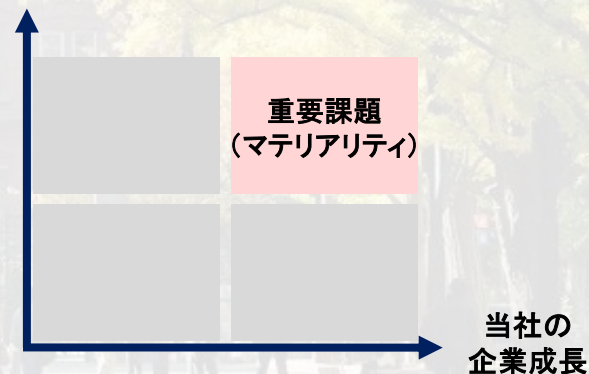 重要課題
（マテリアリティ）
当社の
企業成長